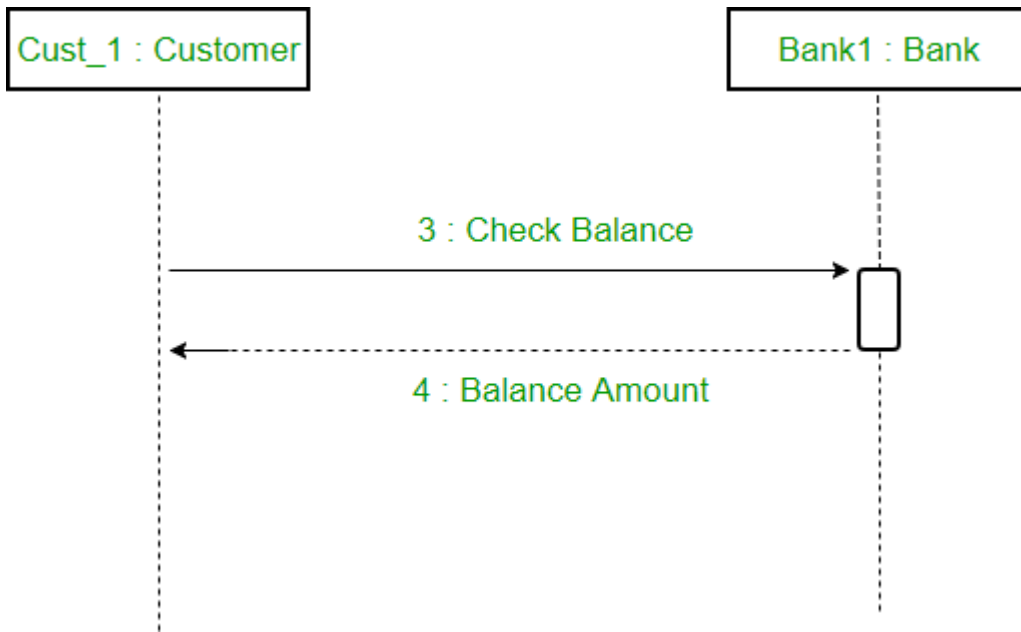 Cust_1 : Customer
Bank1 : Bank
3 : Check Balance
4 : Balance Amount